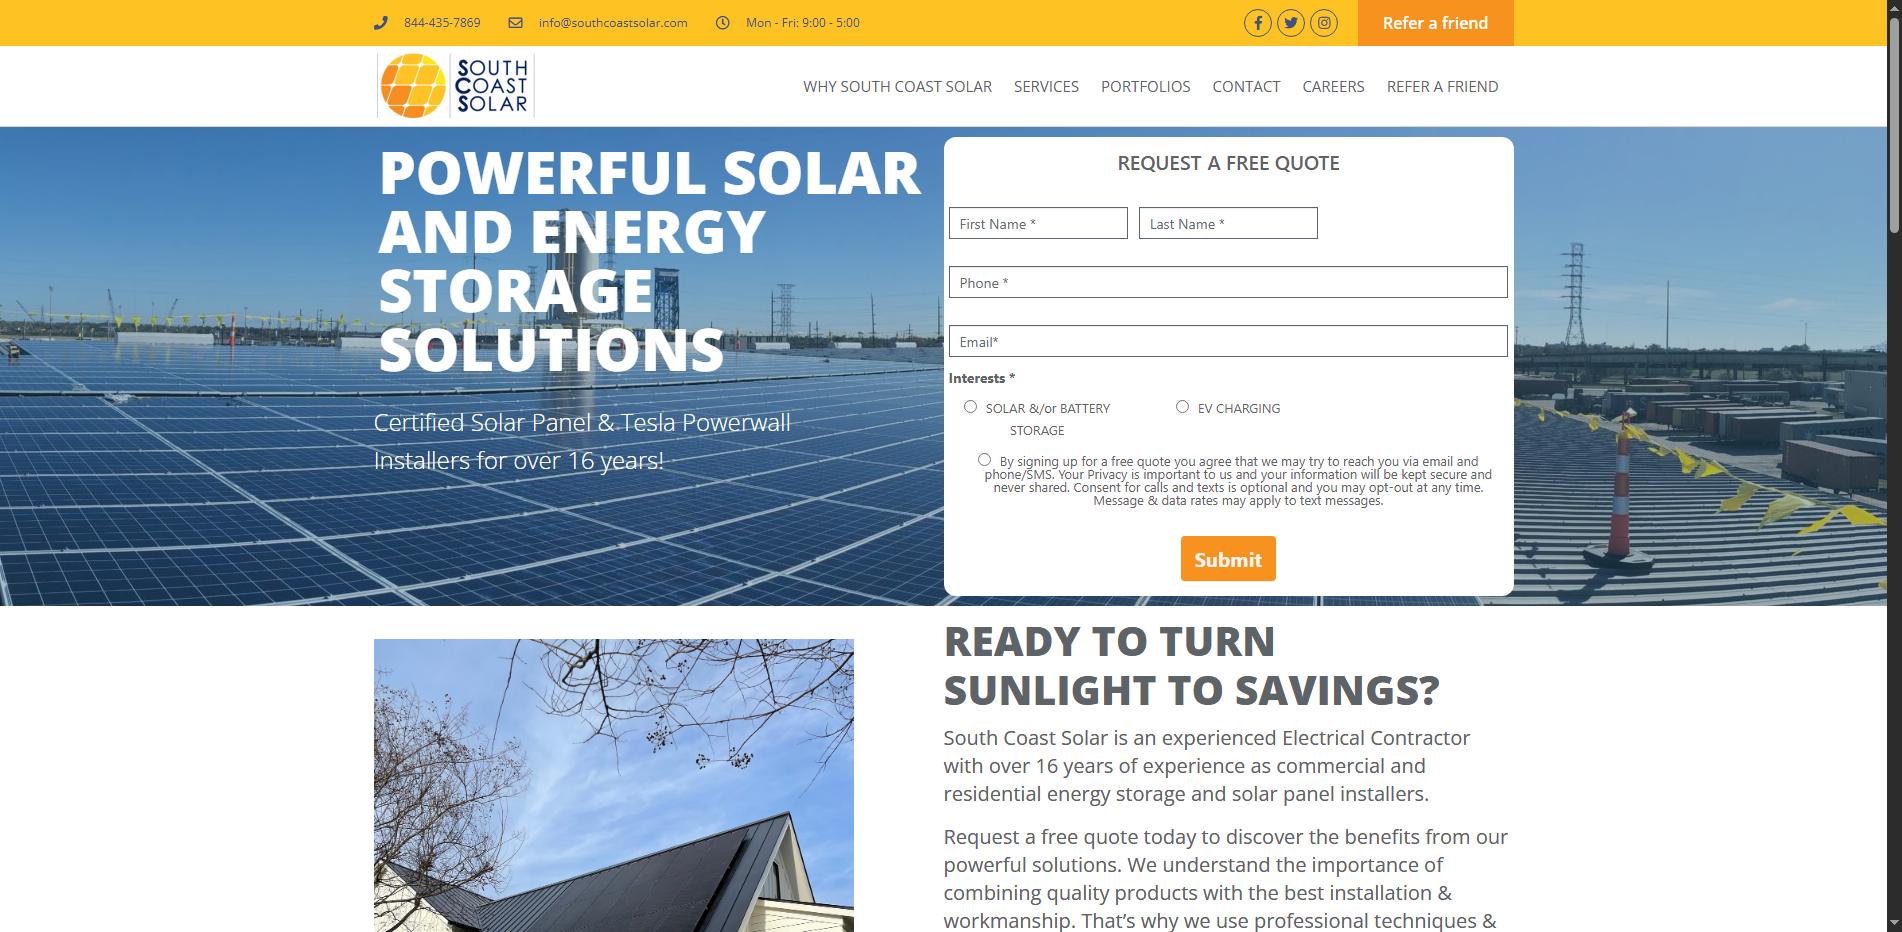 844-435-7869
info@southcoastsolar.com
Mon - Fri: 9:00 - 5:00
Refer a friend
SOUTH
COAST
SOLAR
WHY SOUTH COAST SOLAR
SERVICES
PORTFOLIOS
CONTACT
CAREERS
REFER A FRIEND
POWERFUL SOLAR
AND ENERGY
STORAGE
SOLUTIONS
Certified Solar Panel & Tesla Powerwall
Installers for over 16 years!
REQUEST A FREE QUOTE
First Name *
Last Name *
Phone *
Email*
Interests *
SOLAR &/or BATTERY
STORAGE
EV CHARGING
By signing up for a free quote you agree that we may try to reach you via email and
phone/SMS. Your Privacy is important to us and your information will be kept secure and
never shared. Consent for calls and texts is optional and you may opt-out at any time.
Message & data rates may apply to text messages.
Submit
READY TO TURN
SUNLIGHT TO SAVINGS?
South Coast Solar is an experienced Electrical Contractor
with over 16 years of experience as commercial and
residential energy storage and solar panel installers.
Request a free quote today to discover the benefits from our
powerful solutions. We understand the importance of
combining quality products with the best installation &
workmanship. That’s why we use professional techniques &